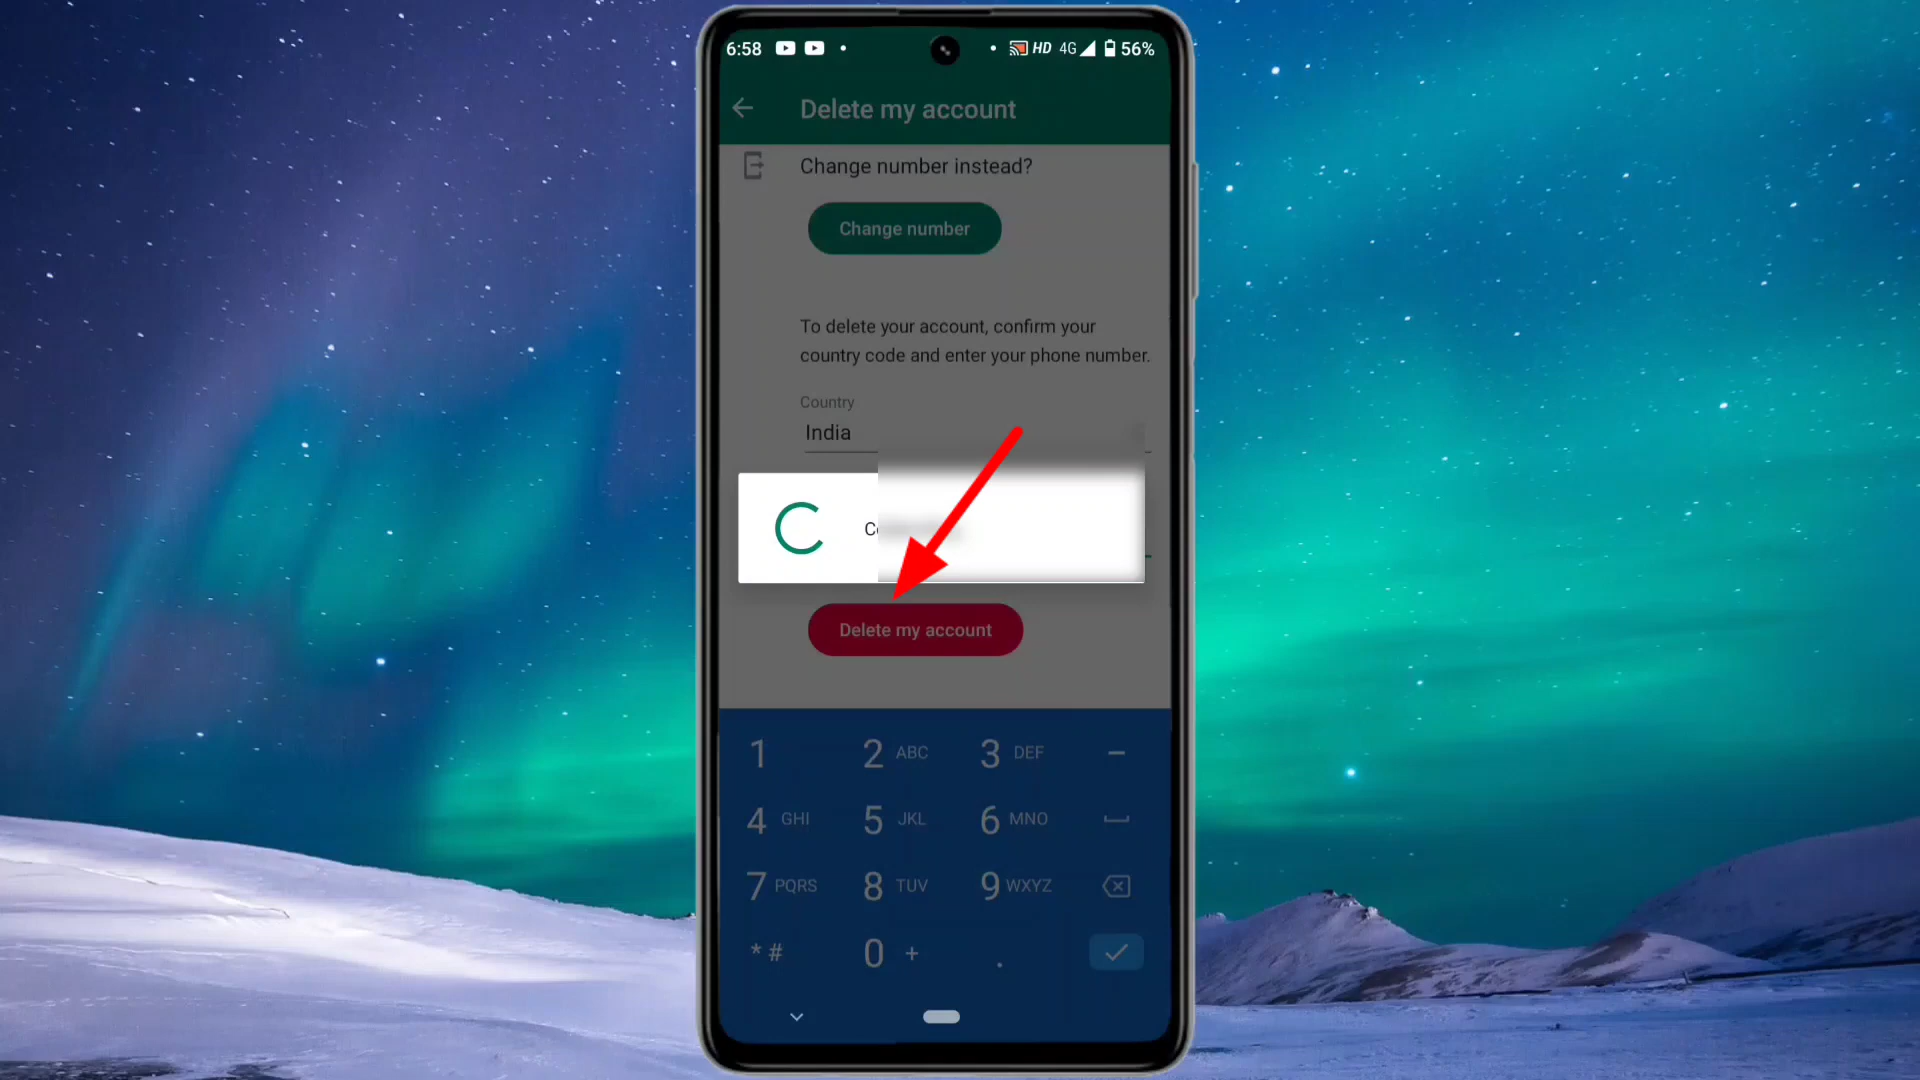 6:58 HD 4G 56%
Delete my account
Change number instead?
Change number
To delete your account, confirm your
country code and enter your phone number.
Country
India
Delete my account
1 2 ABC 3 DEF –
4 GHI 5 JKL 6 MNO
7 PQRS 8 TUV 9 WXYZ
* # 0 + .